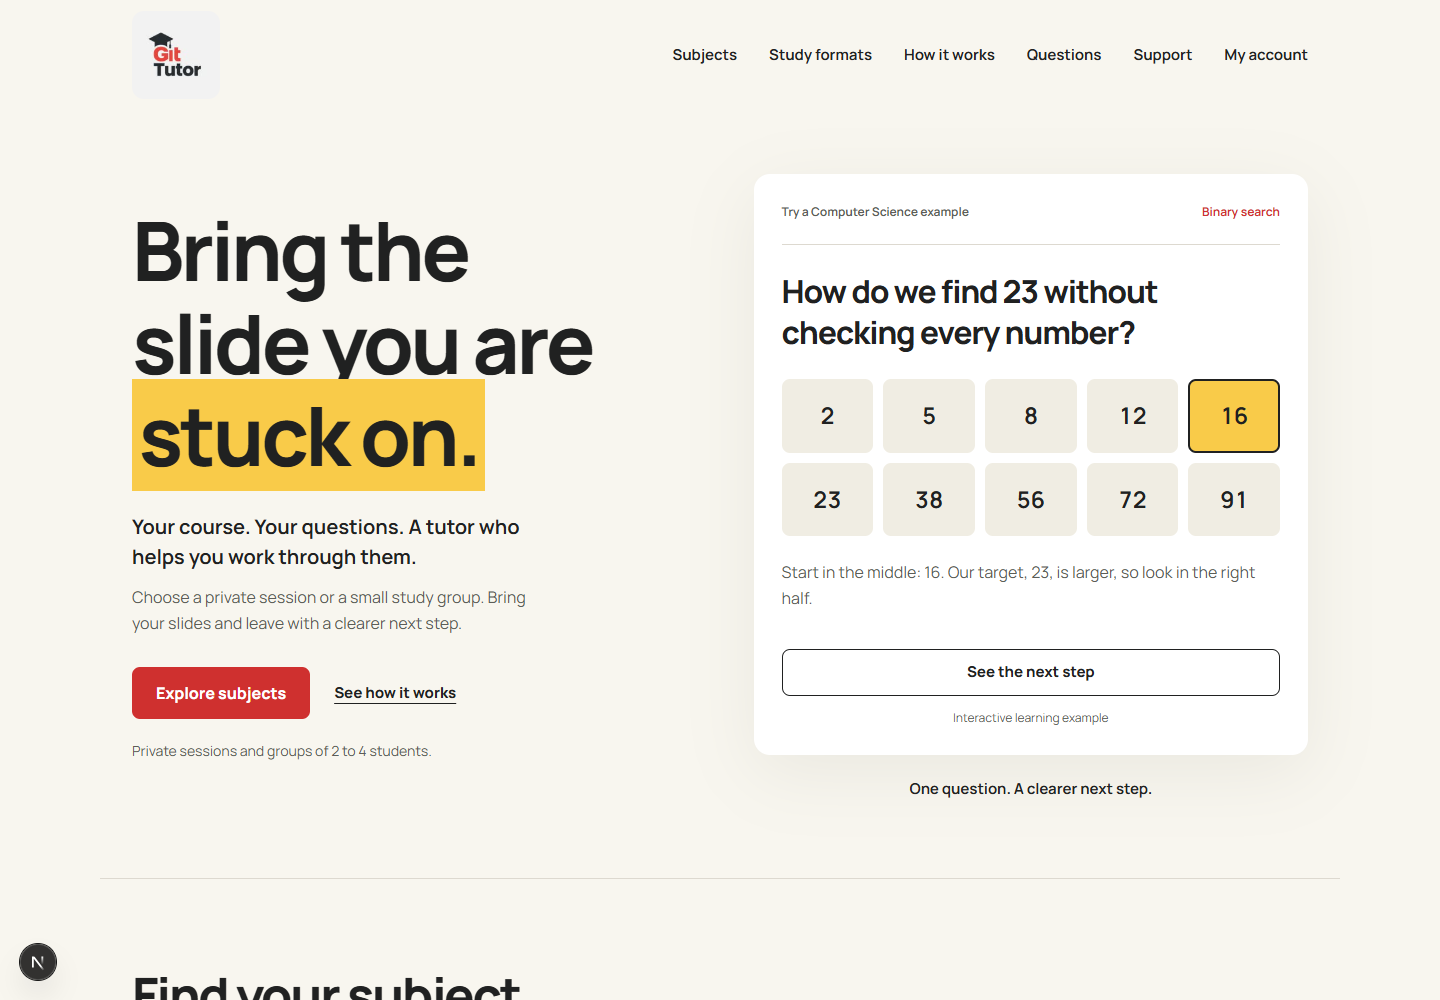 Git
Tutor
Subjects
Study formats
How it works
Questions
Support
My account
Bring the
slide you are
stuck on.
Your course. Your questions. A tutor who
helps you work through them.
Choose a private session or a small study group. Bring
your slides and leave with a clearer next step.
Explore subjects
See how it works
Private sessions and groups of 2 to 4 students.
Try a Computer Science example
Binary search
How do we find 23 without
checking every number?
2
5
8
12
16
23
38
56
72
91
Start in the middle: 16. Our target, 23, is larger, so look in the right
half.
See the next step
Interactive learning example
One question. A clearer next step.
N
Find your subject